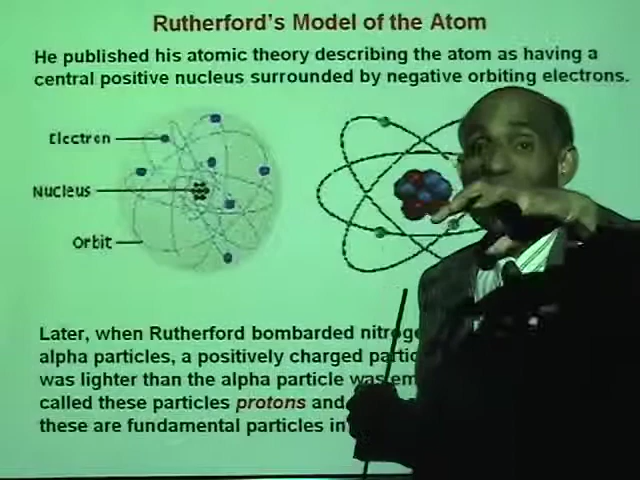 Rutherford's Model of the Atom
He published his atomic theory describing the atom as having a
central positive nucleus surrounded by negative orbiting electrons.
Electron
Nucleus
Orbit
Later, when Rutherford bombarded
alpha particles, a positively charged
was lighter than the alpha particle was
called these particles protons and
these are fundamental particles in